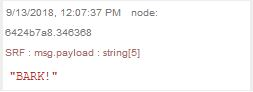 9/13/2018, 12:07:37 PM node:
6424b7a8.346368
SRF : msg.payload : string[5]
"BARK!"